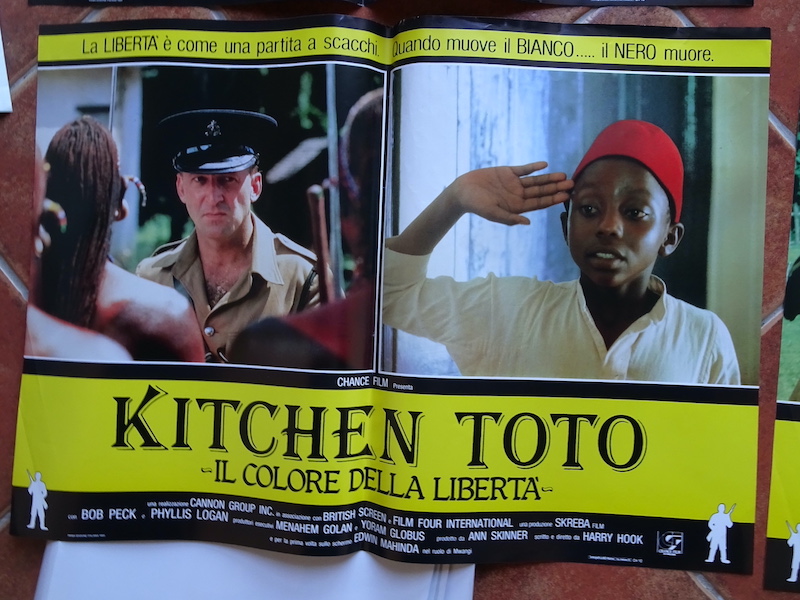 La LIBERTA' è come una partita a scacchi. Quando muove il BIANCO..... il NERO muore.
CHANCE FILM Presenta
KITCHEN TOTO
~IL COLORE DELLA LIBERTA'~
una realizzazione CANNON GROUP INC. in associazione con BRITISH SCREEN e FILM FOUR INTERNATIONAL una produzione SKREBA FILM
con BOB PECK e PHYLLIS LOGAN produttori esecutivi MENAHEM GOLAN e YORAM GLOBUS prodotto da ANN SKINNER scritto e diretto da HARRY HOOK
e per la prima volta sullo schermo EDWIN MAHINDA nel ruolo di Mwangi